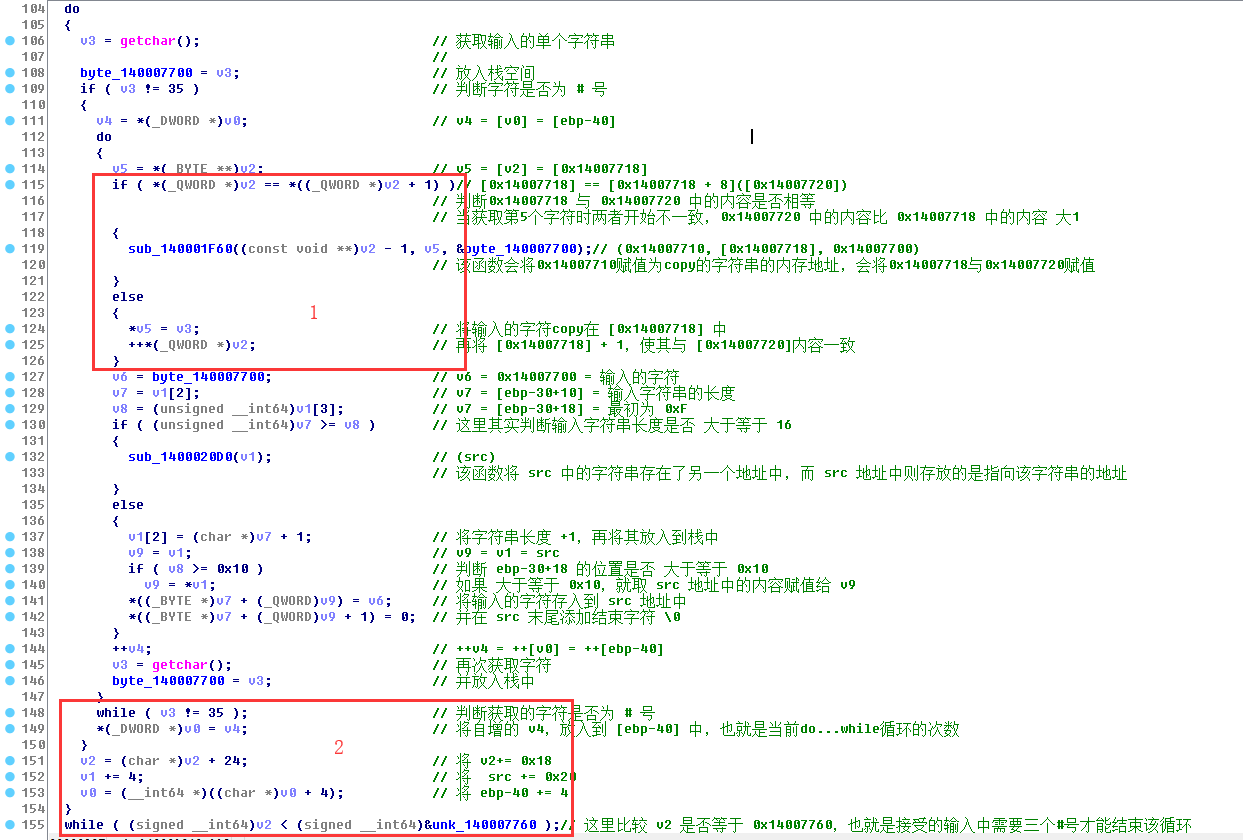 104 do
105 {
106 v3 = getchar(); // 获取输入的单个字符串
107 //
108 byte_140007700 = v3; // 放入栈空间
109 if ( v3 != 35 ) // 判断字符是否为 # 号
110 {
111 v4 = *(_DWORD *)v0; // v4 = [v0] = [ebp-40]
112 do
113 {
114 v5 = *(_BYTE **)v2; // v5 = [v2] = [0x14007718]
115 if ( *(_QWORD *)v2 == *((_QWORD *)v2 + 1) )// [0x14007718] == [0x14007718 + 8]([0x14007720])
116 // 判断0x14007718 与 0x14007720 中的内容是否相等
117 // 当获取第5个字符时两者开始不一致，0x14007720 中的内容比 0x14007718 中的内容 大1
118 {
119 sub_140001F60((const void **)v2 - 1, v5, &byte_140007700);// (0x14007710, [0x14007718], 0x14007700)
120 // 该函数会将0x14007710赋值为copy的字符串的内存地址，会将0x14007718与0x14007720赋值
121 }
122 else
123 {
1
124 *v5 = v3; // 将输入的字符copy在 [0x14007718] 中
125 ++*(_QWORD *)v2; // 再将 [0x14007718] + 1，使其与 [0x14007720]内容一致
126 }
127 v6 = byte_140007700; // v6 = 0x14007700 = 输入的字符
128 v7 = v1[2]; // v7 = [ebp-30+10] = 输入字符串的长度
129 v8 = (unsigned __int64)v1[3]; // v7 = [ebp-30+18] = 最初为 0xF
130 if ( (unsigned __int64)v7 >= v8 ) // 这里其实判断输入字符串长度是否 大于等于 16
131 {
132 sub_1400020D0(v1); // (src)
133 // 该函数将 src 中的字符串存在了另一个地址中，而 src 地址中则存放的是指向该字符串的地址
134 }
135 else
136 {
137 v1[2] = (char *)v7 + 1; // 将字符串长度 +1，再将其放入到栈中
138 v9 = v1; // v9 = v1 = src
139 if ( v8 >= 0x10 ) // 判断 ebp-30+18 的位置是否 大于等于 0x10
140 v9 = *v1; // 如果 大于等于 0x10，就取 src 地址中的内容赋值给 v9
141 *((_BYTE *)v7 + (_QWORD)v9) = v6; // 将输入的字符存入到 src 地址中
142 *((_BYTE *)v7 + (_QWORD)v9 + 1) = 0; // 并在 src 末尾添加结束字符 \0
143 }
144 ++v4; // ++v4 = ++[v0] = ++[ebp-40]
145 v3 = getchar(); // 再次获取字符
146 byte_140007700 = v3; // 并放入栈中
147 }
148 while ( v3 != 35 ); // 判断获取的字符是否为 # 号
149 *(_DWORD *)v0 = v4; // 将自增的 v4，放入到 [ebp-40] 中，也就是当前do...while循环的次数
150 }
2
151 v2 = (char *)v2 + 24; // 将 v2+= 0x18
152 v1 += 4; // 将 src += 0x20
153 v0 = (__int64 *)((char *)v0 + 4); // 将 ebp-40 += 4
154 }
155 while ( (signed __int64)v2 < (signed __int64)&unk_140007760 );// 这里比较 v2 是否等于 0x14007760，也就是接受的输入中需要三个#号才能结束该循环